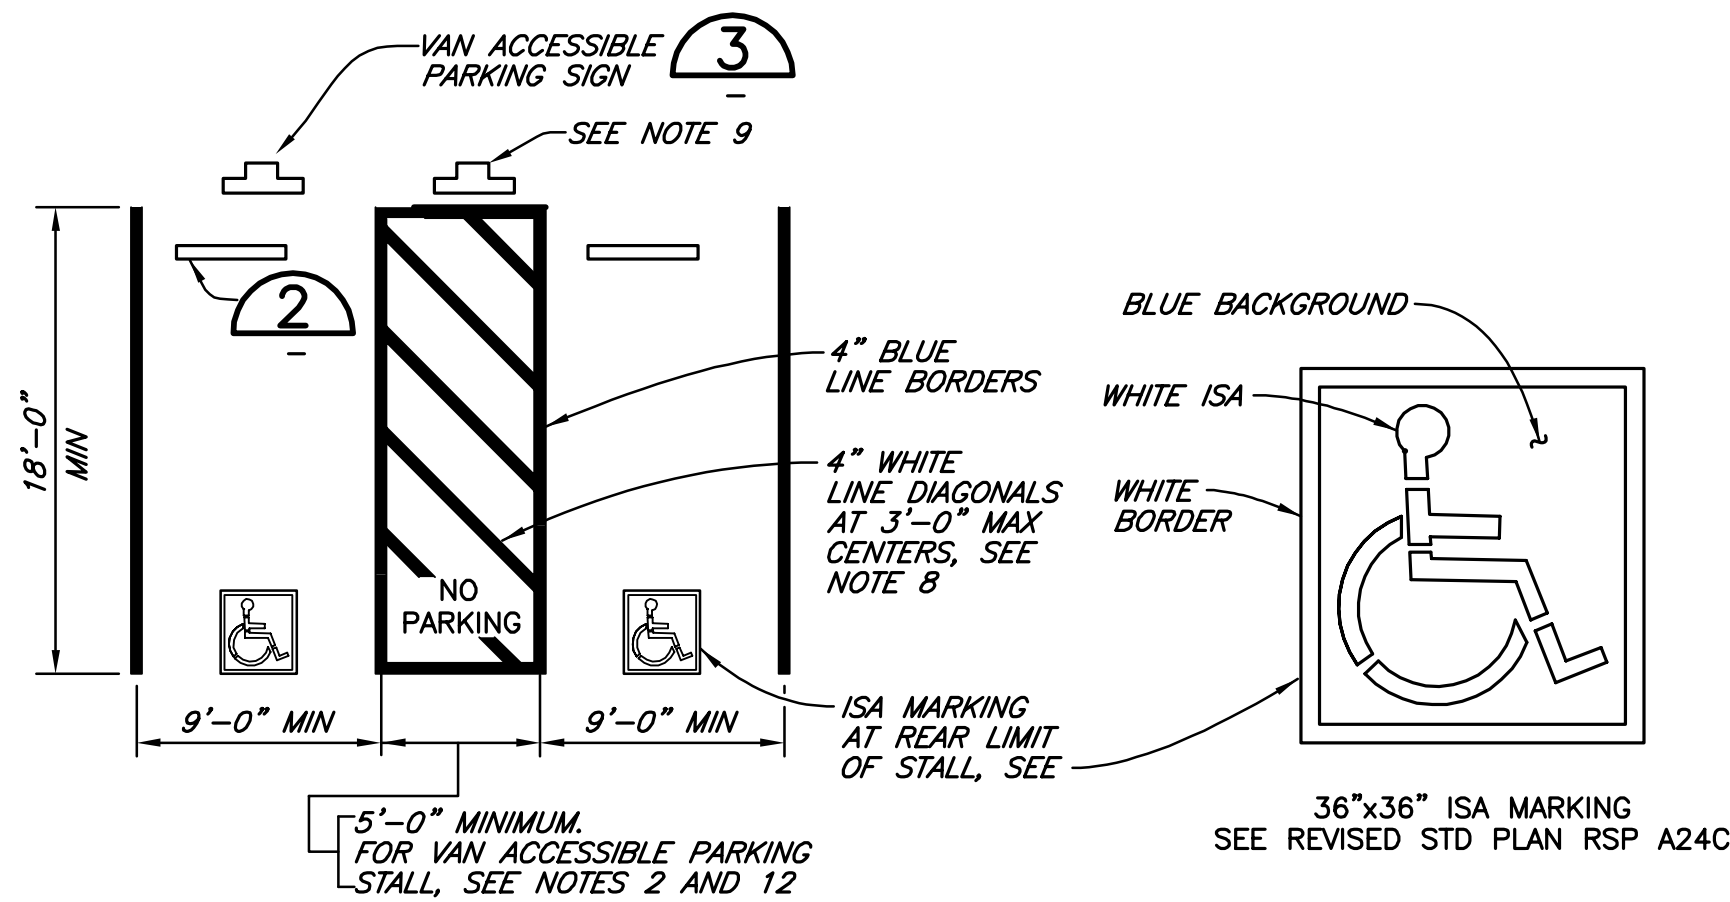 VAN ACCESSIBLE
PARKING SIGN
3
–
SEE NOTE 9
2
–
18'-0"
MIN
4" BLUE
LINE BORDERS
4" WHITE
LINE DIAGONALS
AT 3'-0" MAX
CENTERS, SEE
NOTE 8
NO
PARKING
9'-0" MIN
9'-0" MIN
ISA MARKING
AT REAR LIMIT
OF STALL, SEE
5'-0" MINIMUM.
FOR VAN ACCESSIBLE PARKING
STALL, SEE NOTES 2 AND 12
BLUE BACKGROUND
WHITE ISA
WHITE
BORDER
36"x36" ISA MARKING
SEE REVISED STD PLAN RSP A24C